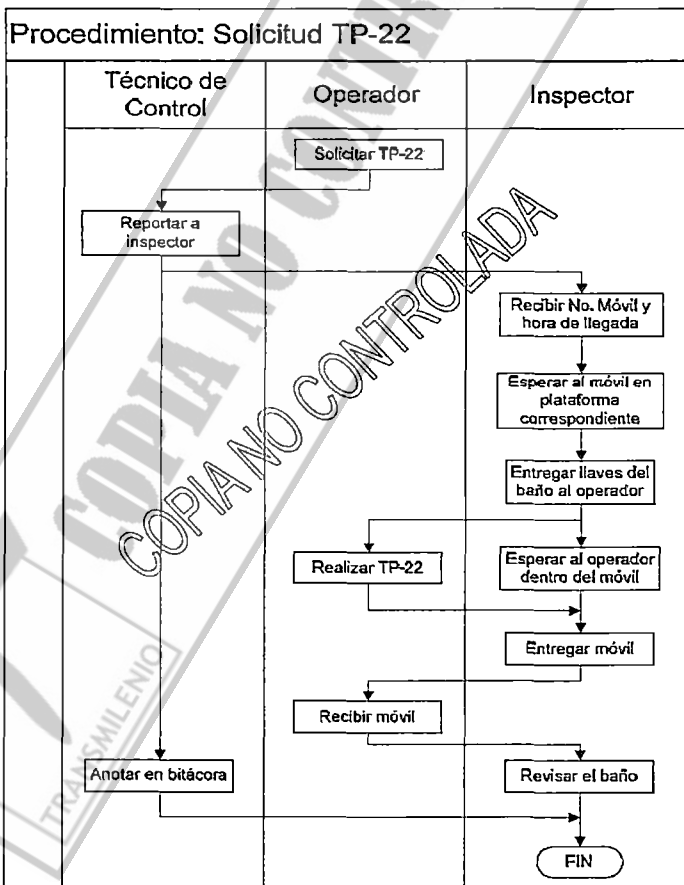 Procedimiento: Solicitud TP-22
Técnico de
Control
Operador
Inspector
Solicitar TP-22
Reportar a
inspector
Recibir No. Móvil y
hora de llegada
Esperar al móvil en
plataforma
correspondiente
Entregar llaves del
baño al operador
Realizar TP-22
Esperar al operador
dentro del móvil
Entregar móvil
Recibir móvil
Anotar en bitácora
Revisar el baño
FIN
COPIA NO CONTROLADA
COPIA NO CONTR
TRANSMILENIO